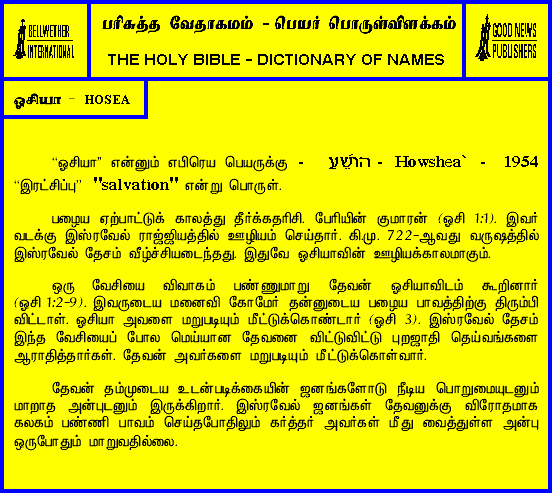 BELLWETHER
INTERNATIONAL
பரிசுத்த வேதாகமம் - பெயர் பொருள்விளக்கம்
THE HOLY BIBLE - DICTIONARY OF NAMES
GOOD NEWS
PUBLISHERS
ஓசியா - HOSEA
“ஓசியா” என்னும் எபிரெய பெயருக்கு - הוֹשֵׁעַ - Howshea` - 1954
“இரட்சிப்பு” "salvation" என்று பொருள்.
பழைய ஏற்பாட்டுக் காலத்து தீர்க்கதரிசி. பேரியின் குமாரன் (ஓசி 1:1). இவர்
வடக்கு இஸ்ரவேல் ராஜ்ஜியத்தில் ஊழியம் செய்தார். கி.மு. 722-ஆவது வருஷத்தில்
இஸ்ரவேல் தேசம் வீழ்ச்சியடைந்தது. இதுவே ஓசியாவின் ஊழியக்காலமாகும்.
ஒரு வேசியை விவாகம் பண்ணுமாறு தேவன் ஓசியாவிடம் கூறினார்
(ஓசி 1:2-9). இவருடைய மனைவி கோமேர் தன்னுடைய பழைய பாவத்திற்கு திரும்பி
விட்டாள். ஓசியா அவளை மறுபடியும் மீட்டுக்கொண்டார் (ஓசி 3). இஸ்ரவேல் தேசம்
இந்த வேசியைப் போல மெய்யான தேவனை விட்டுவிட்டு புறஜாதி தெய்வங்களை
ஆராதித்தார்கள். தேவன் அவர்களை மறுபடியும் மீட்டுக்கொள்வார்.
தேவன் தம்முடைய உடன்படிக்கையின் ஜனங்களோடு நீடிய பொறுமையுடனும்
மாறாத அன்புடனும் இருக்கிறார். இஸ்ரவேல் ஜனங்கள் தேவனுக்கு விரோதமாக
கலகம் பண்ணி பாவம் செய்தபோதிலும் கர்த்தர் அவர்கள் மீது வைத்துள்ள அன்பு
ஒருபோதும் மாறுவதில்லை.